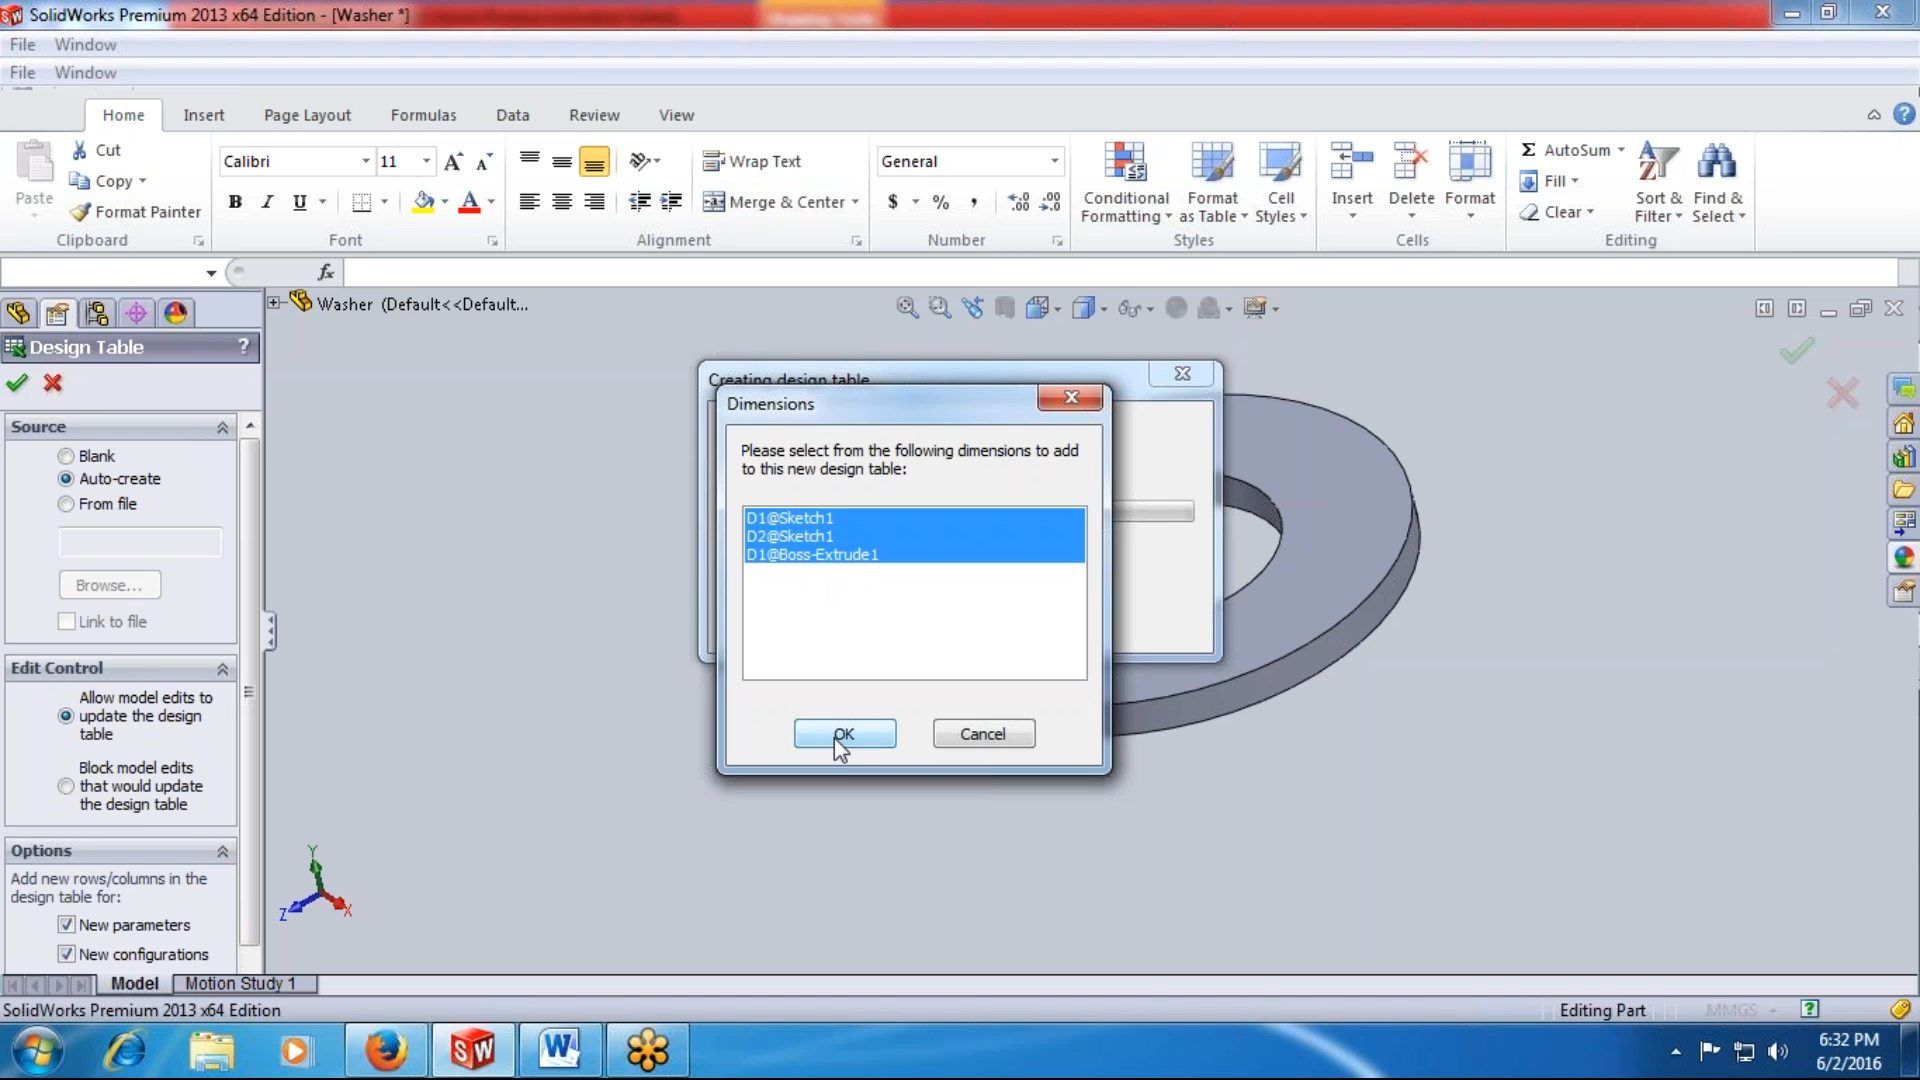 SolidWorks Premium 2013 x64 Edition - [Washer *]
File Window
File Window
Home Insert Page Layout Formulas Data Review View
Cut
Copy
Format Painter
Paste
Clipboard
Calibri 11
B I U
Font
Wrap Text
Merge & Center
Alignment
General
$ % ,
Number
Conditional Formatting
Format as Table
Cell Styles
Styles
Insert Delete Format
Cells
AutoSum
Fill
Clear
Sort & Filter
Find & Select
Editing
fx
Washer (Default<<Default...
Design Table ?
Source
Blank
Auto-create
From file
Browse...
Link to file
Edit Control
Allow model edits to
update the design
table
Block model edits
that would update
the design table
Options
Add new rows/columns in the
design table for:
New parameters
New configurations
Creating design table
Dimensions
Please select from the following dimensions to add
to this new design table:
D1@Sketch1
D2@Sketch1
D1@Boss-Extrude1
OK Cancel
Y
Z X
Model Motion Study 1
SolidWorks Premium 2013 x64 Edition
Editing Part MMGS
6:32 PM
6/2/2016